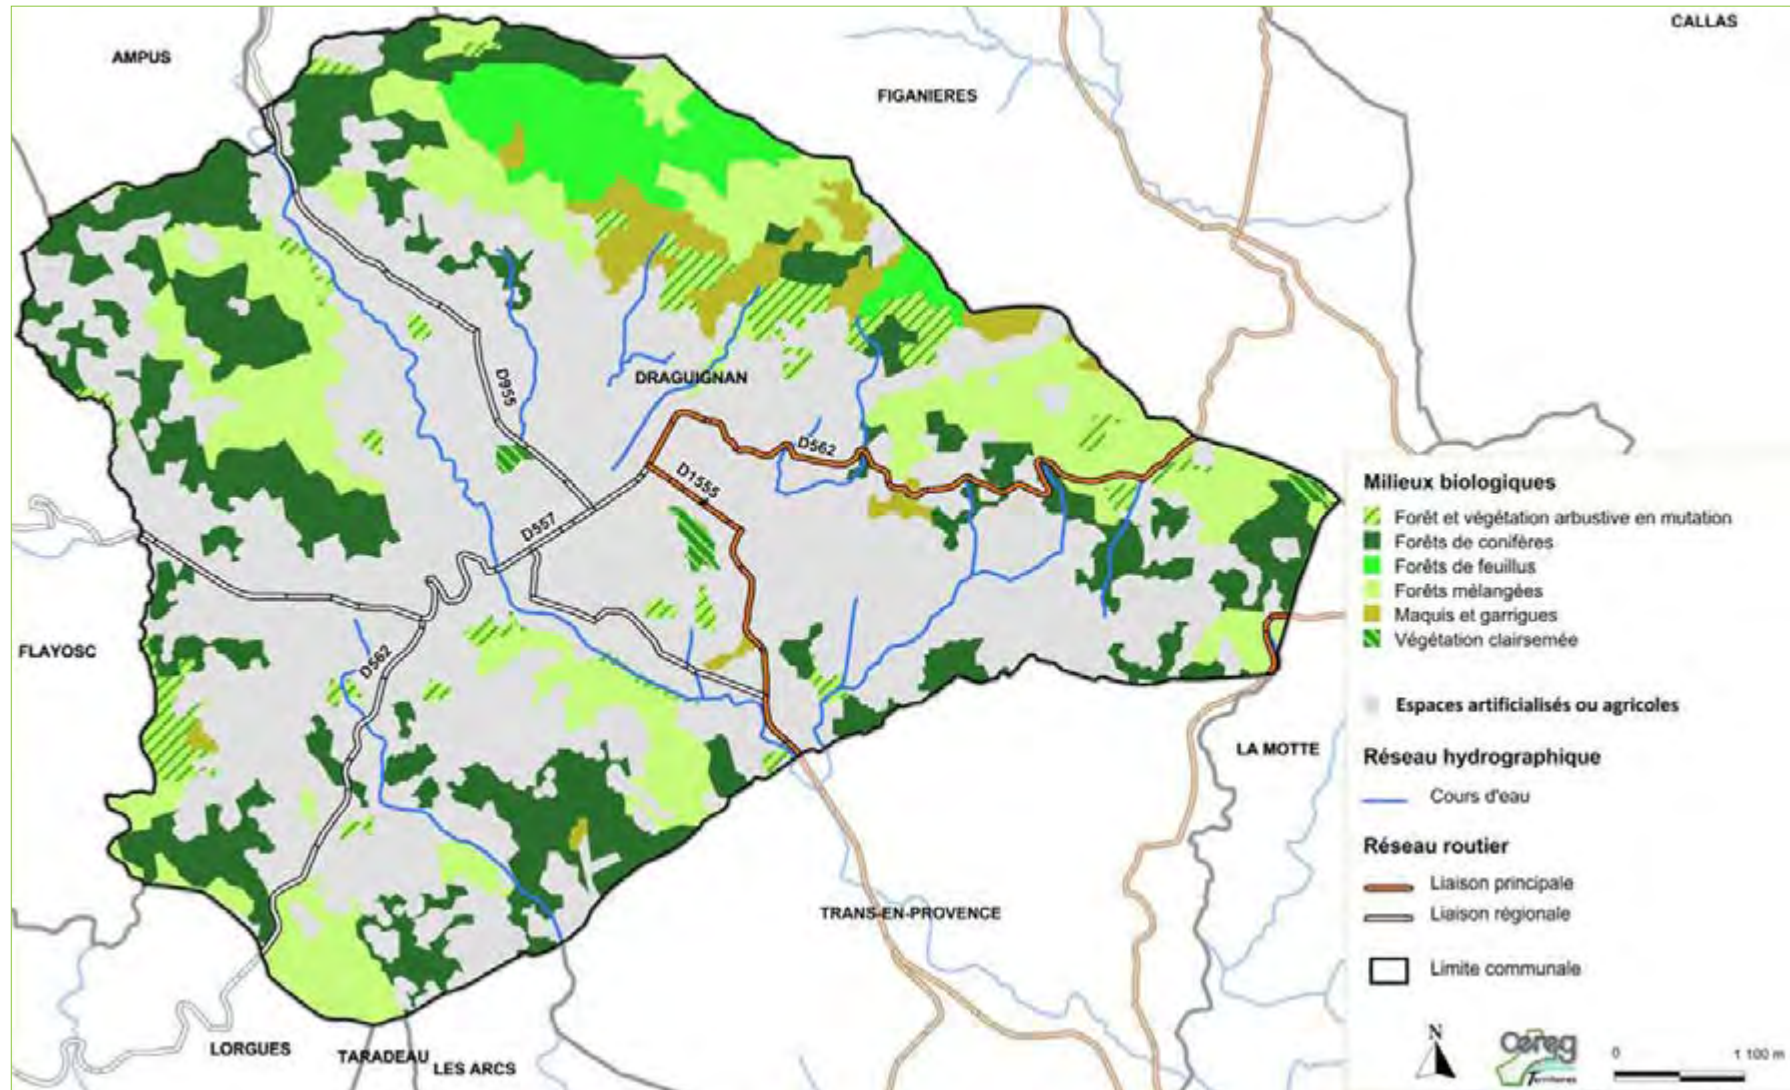 CALLAS
AMPUS
FIGANIERES
DRAGUIGNAN
D955
D562
D1555
D557
FLAYOSC
D562
LA MOTTE
TRANS-EN-PROVENCE
LORGUES
TARADEAU
LES ARCS
Milieux biologiques
Forêt et végétation arbustive en mutation
Forêts de conifères
Forêts de feuillus
Forêts mélangées
Maquis et garrigues
Végétation clairsemée
Espaces artificialisés ou agricoles
Réseau hydrographique
Cours d'eau
Réseau routier
Liaison principale
Liaison régionale
Limite communale
N
Cereg
Territoires
0
1 100 m